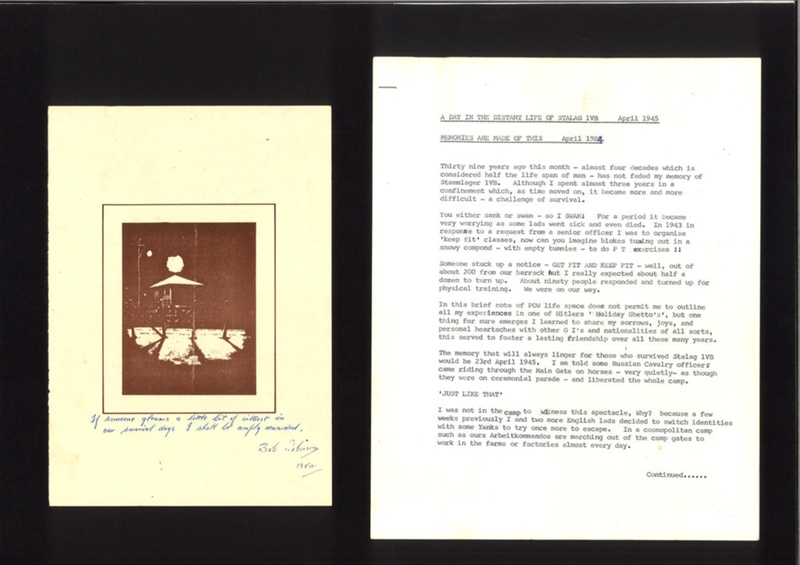 If someone gleams a little bit of interest in
our survival days I shall be amply rewarded.
Bob
A DAY IN THE DISTANT LIFE OF STALAG 1VB April 1945
MEMORIES ARE MADE OF THIS April 1984
Thirty nine years ago this month - almost four decades which is
considered half the life span of man - has not faded my memory of
Stammlager 1VB. Although I spent almost three years in a
confinement which, as time moved on, it became more and more
difficult - a challenge of survival.
You either sank or swam - so I SWAM! For a period it became
very worrying as some lads went sick and even died. In 1943 in
response to a request from a senior officer I was to organise
'keep fit' classes, now can you imagine blokes turning out in a
snowy compond - with empty tummies - to do P T exercises !!
Someone stuck up a notice - GET FIT AND KEEP FIT - well, out of
about 200 from our barrack but I really expected about half a
dozen to turn up. About ninety people responded and turned up for
physical training. We were on our way.
In this brief note of POW life space does not permit me to outline
all my experiences in one of Hitlers 'Holiday Ghetto's', but one
thing for sure emerges I learned to share my sorrows, joys, and
personal heartaches with other G I's and nationalities of all sorts,
this served to foster a lasting friendship over all these many years.
The memory that will always linger for those who survived Stalag 1VB
would be 23rd April 1945. I am told some Russian Cavalry officers
came riding through the Main Gate on horses - very quietly- as though
they were on ceremonial parade - and liberated the whole camp.
'JUST LIKE THAT'
I was not in the camp to witness this spectacle, Why? because a few
weeks previously I and two more English lads decided to switch identities
with some Yanks to try once more to escape. In a cosmopolitan camp
such as ours Arbeitkommandos are marching out of the camp gates to
work in the farms or factories almost every day.
Continued......